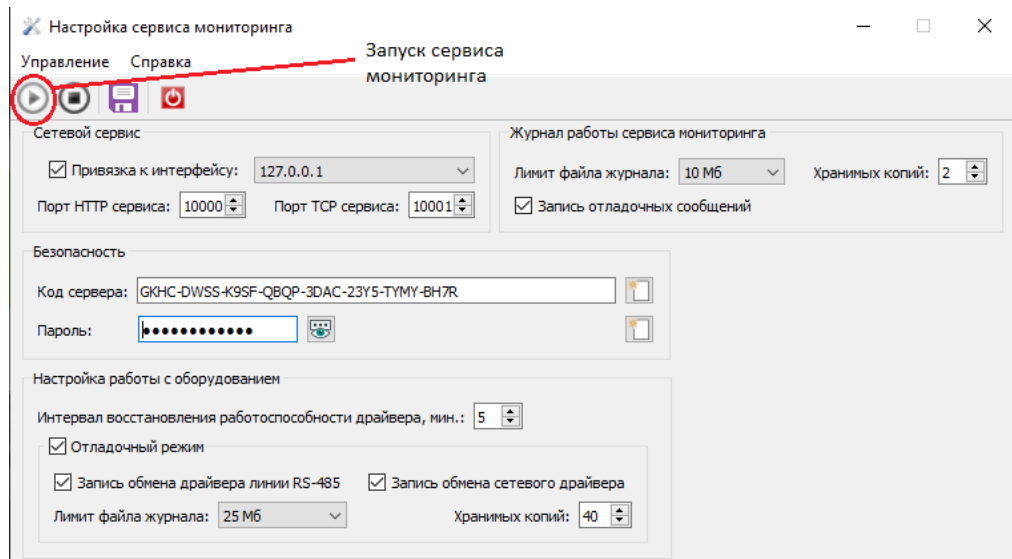 Настройка сервиса мониторинга
Управление Справка
Запуск сервиса
мониторинга
Сетевой сервис
Привязка к интерфейсу: 127.0.0.1
Порт HTTP сервиса: 10000 Порт TCP сервиса: 10001
Журнал работы сервиса мониторинга
Лимит файла журнала: 10 Мб Хранимых копий: 2
Запись отладочных сообщений
Безопасность
Код сервера: GKHC-DWSS-K9SF-QBQP-3DAC-23Y5-TYMY-BH7R
Пароль: ••••••••••••
Настройка работы с оборудованием
Интервал восстановления работоспособности драйвера, мин.: 5
Отладочный режим
Запись обмена драйвера линии RS-485 Запись обмена сетевого драйвера
Лимит файла журнала: 25 Мб Хранимых копий: 40